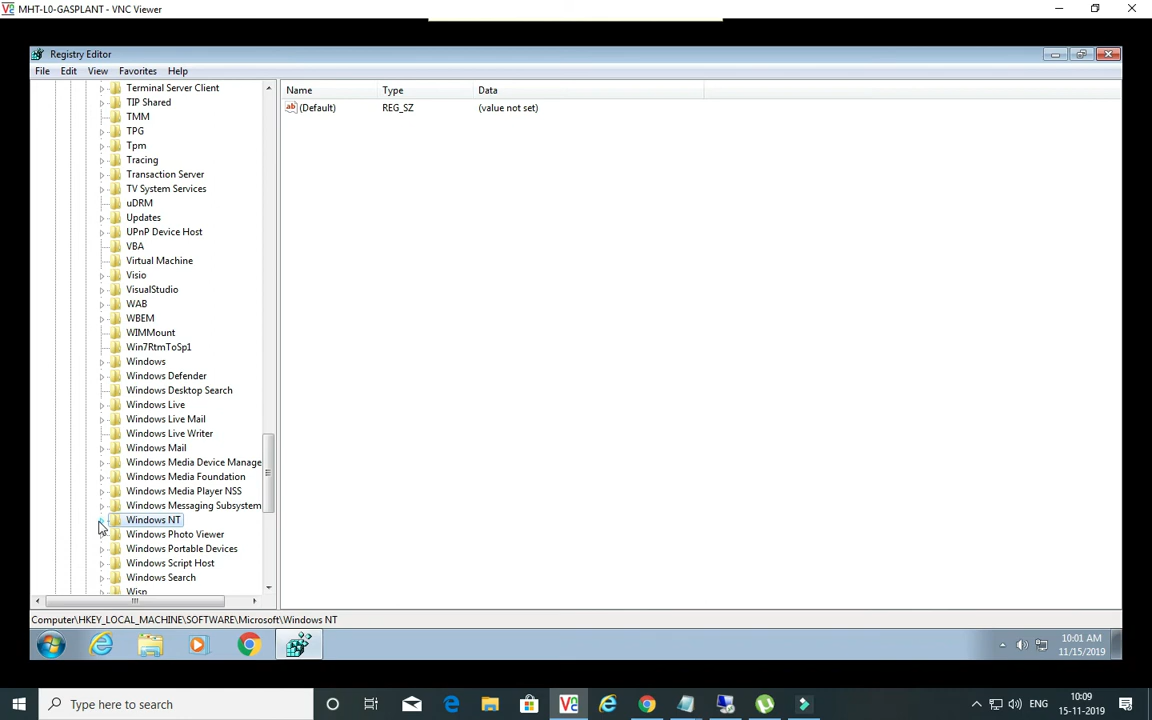 MHT-L0-GASPLANT - VNC Viewer
Registry Editor
File Edit View Favorites Help
Terminal Server Client
TIP Shared
TMM
TPG
Tpm
Tracing
Transaction Server
TV System Services
uDRM
Updates
UPnP Device Host
VBA
Virtual Machine
Visio
VisualStudio
WAB
WBEM
WIMMount
Win7RtmToSp1
Windows
Windows Defender
Windows Desktop Search
Windows Live
Windows Live Mail
Windows Live Writer
Windows Mail
Windows Media Device Manage
Windows Media Foundation
Windows Media Player NSS
Windows Messaging Subsystem
Windows NT
Windows Photo Viewer
Windows Portable Devices
Windows Script Host
Windows Search
Wisp
Name Type Data
(Default) REG_SZ (value not set)
Computer\HKEY_LOCAL_MACHINE\SOFTWARE\Microsoft\Windows NT
10:01 AM
11/15/2019
Type here to search
ENG
10:09
15-11-2019